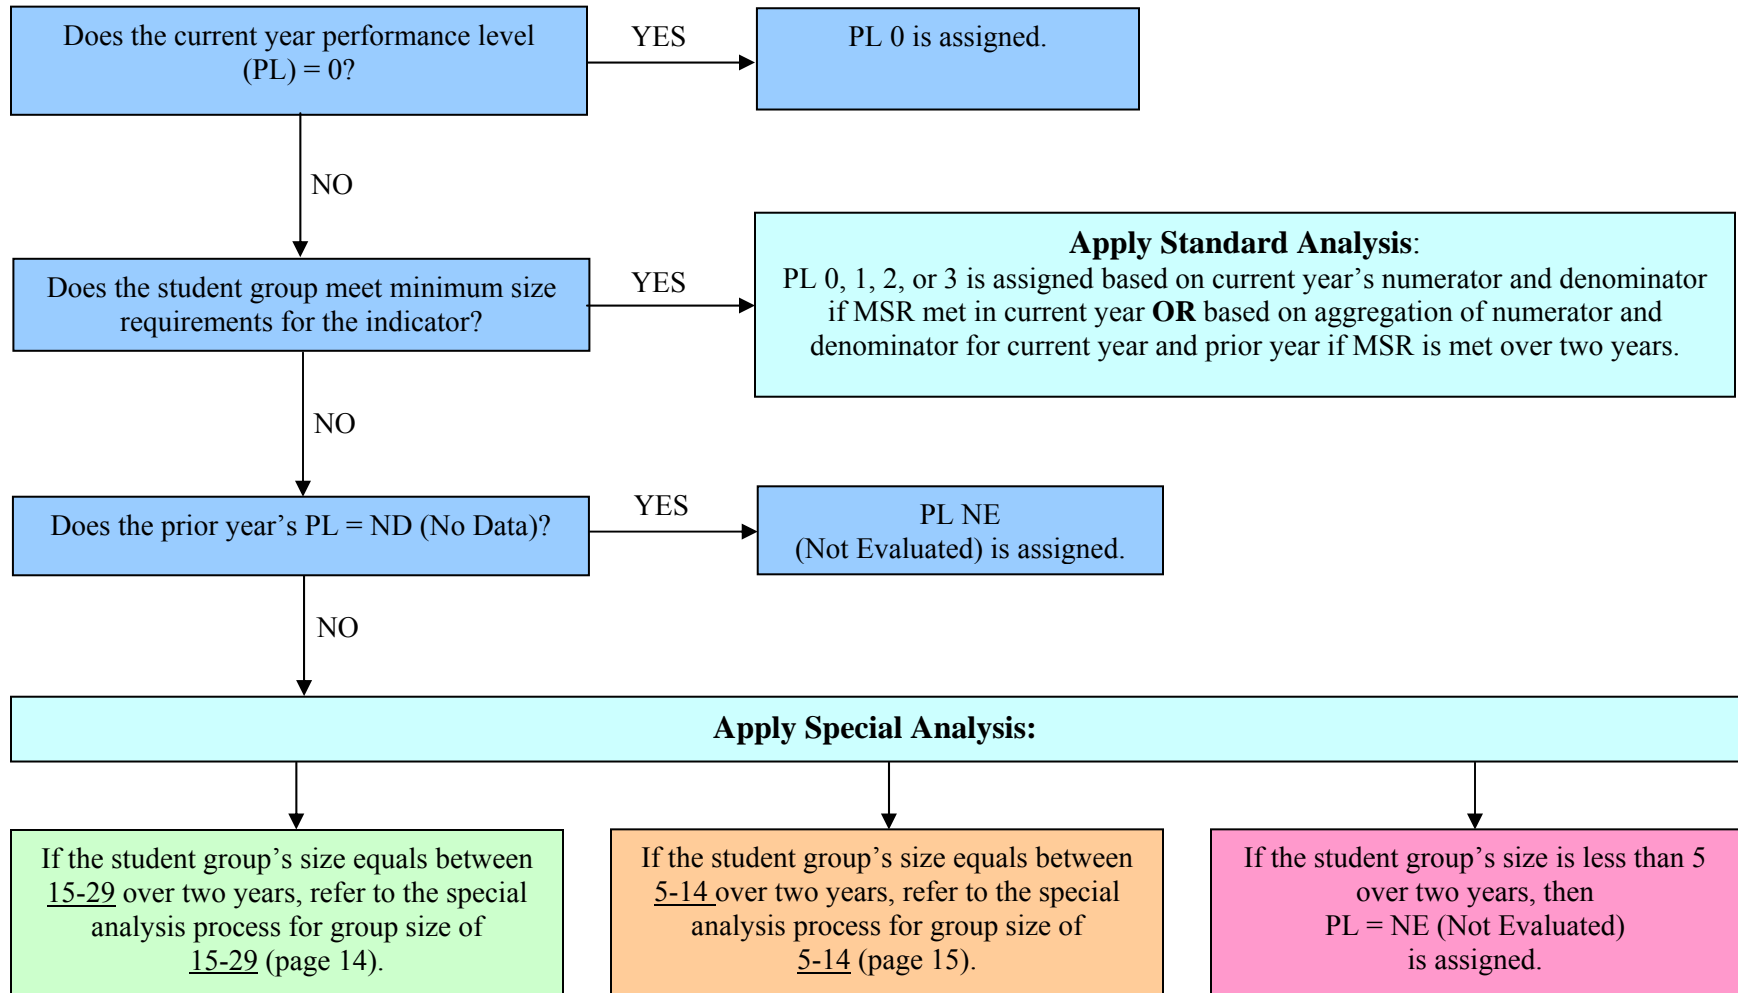 Does the current year performance level
(PL) = 0?
YES
PL 0 is assigned.
NO
Does the student group meet minimum size
requirements for the indicator?
YES
Apply Standard Analysis:
PL 0, 1, 2, or 3 is assigned based on current year’s numerator and denominator
if MSR met in current year OR based on aggregation of numerator and
denominator for current year and prior year if MSR is met over two years.
NO
Does the prior year’s PL = ND (No Data)?
YES
PL NE
(Not Evaluated) is assigned.
NO
Apply Special Analysis:
If the student group’s size equals between
15-29 over two years, refer to the special
analysis process for group size of
15-29 (page 14).
If the student group’s size equals between
5-14 over two years, refer to the special
analysis process for group size of
5-14 (page 15).
If the student group’s size is less than 5
over two years, then
PL = NE (Not Evaluated)
is assigned.